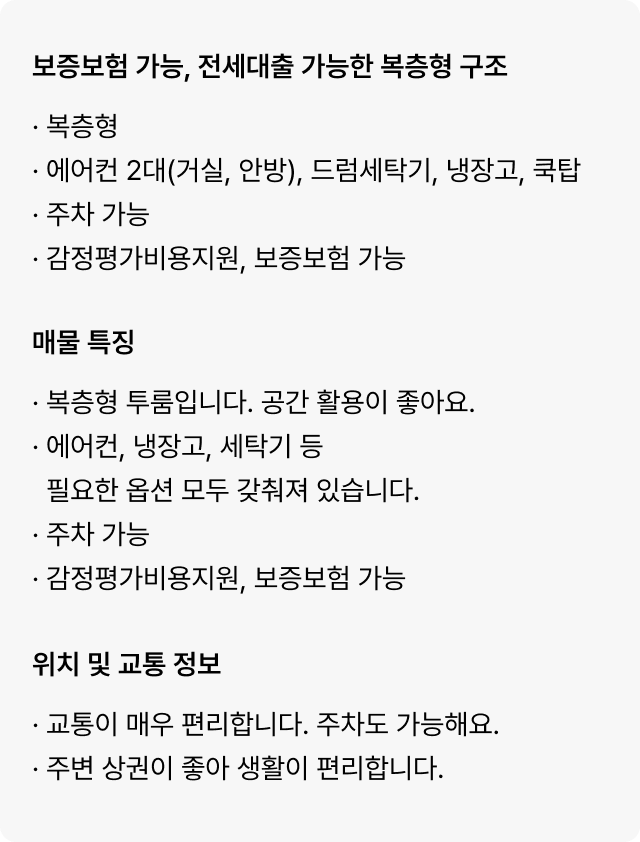 보증보험 가능, 전세대출 가능한 복층형 구조
· 복층형
· 에어컨 2대(거실, 안방), 드럼세탁기, 냉장고, 쿡탑
· 주차 가능
· 감정평가비용지원, 보증보험 가능
매물 특징
· 복층형 투룸입니다. 공간 활용이 좋아요.
· 에어컨, 냉장고, 세탁기 등
필요한 옵션 모두 갖춰져 있습니다.
· 주차 가능
· 감정평가비용지원, 보증보험 가능
위치 및 교통 정보
· 교통이 매우 편리합니다. 주차도 가능해요.
· 주변 상권이 좋아 생활이 편리합니다.